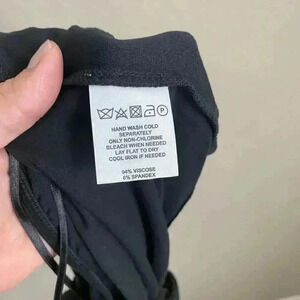 HAND WASH COLD
SEPARATELY
ONLY NON-CHLORINE
BLEACH WHEN NEEDED
LAY FLAT TO DRY
COOL IRON IF NEEDED
94% VISCOSE
6% SPANDEX